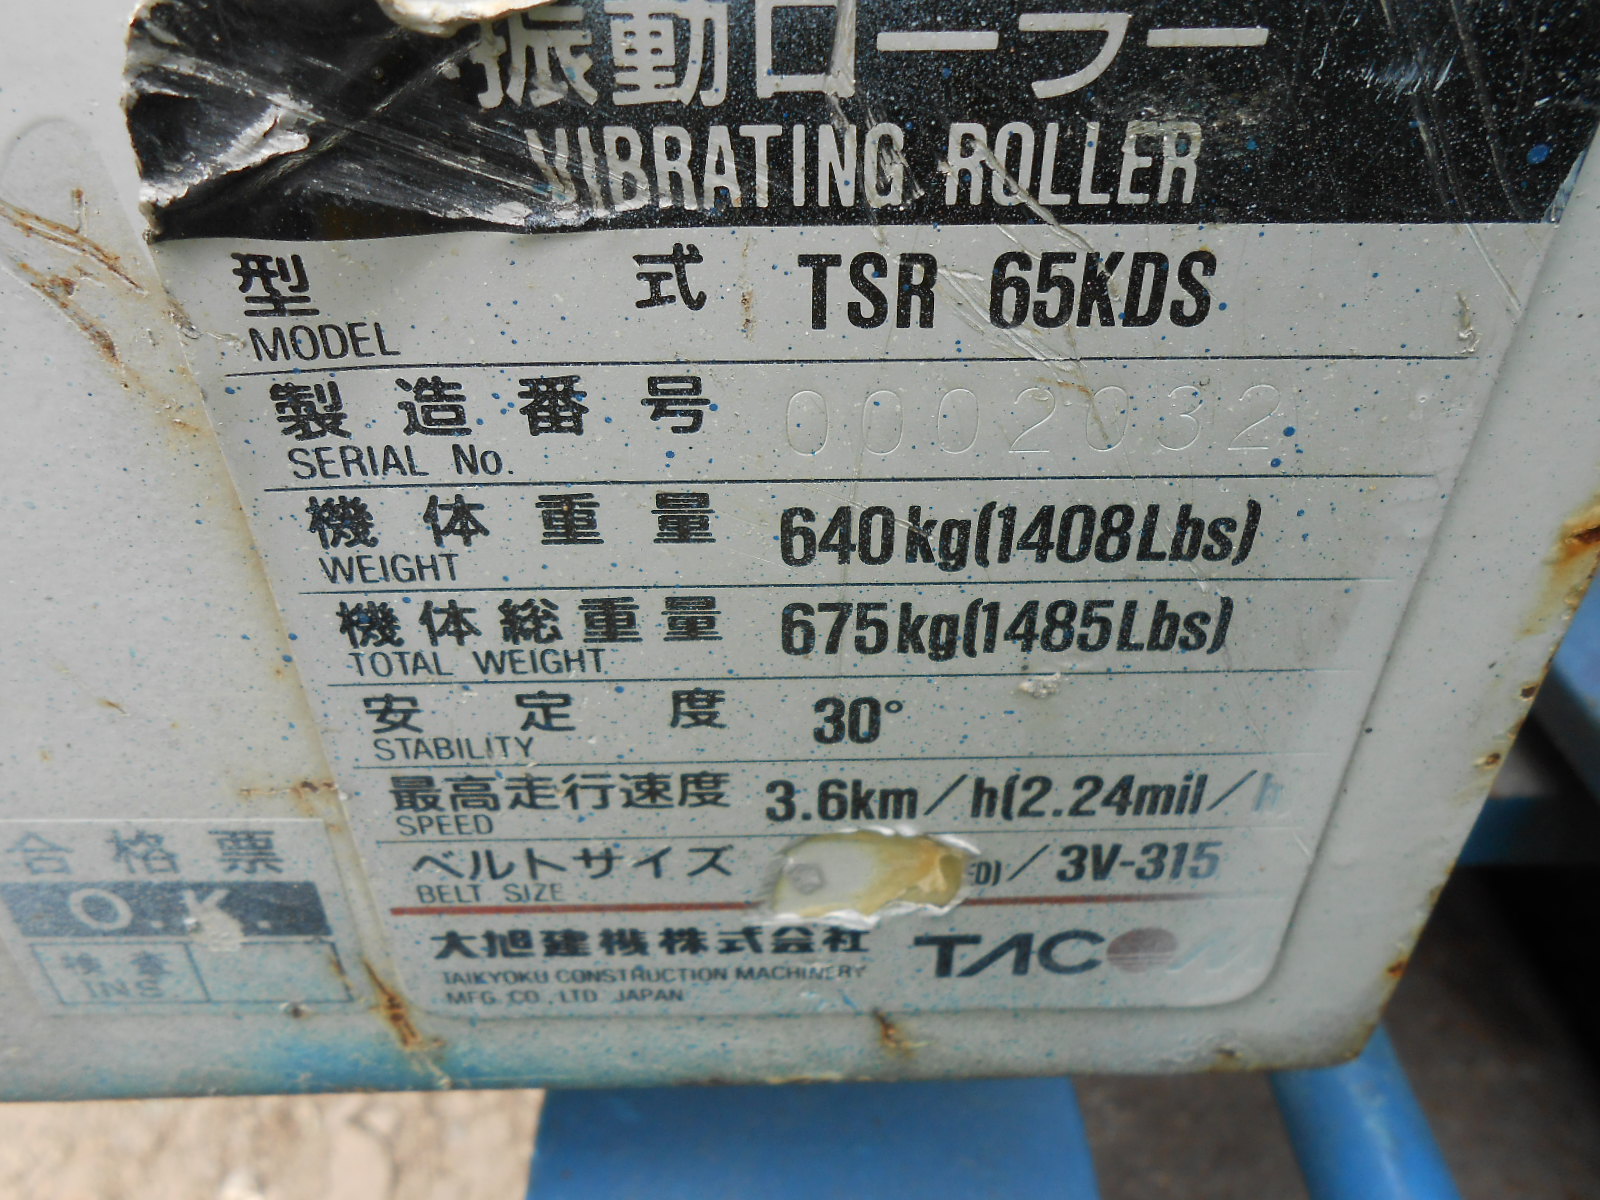 振動ローラー
VIBRATING ROLLER
型式 TSR 65KDS
MODEL
製造番号 0002032
SERIAL No.
機体重量 640kg(1408Lbs)
WEIGHT
機体総重量 675kg(1485Lbs)
TOTAL WEIGHT
安定度 30°
STABILITY
最高走行速度 3.6km/h(2.24mil/h
SPEED
ベルトサイズ ED)/3V-315
BELT SIZE
大旭建機株式会社 TACOM
TAIKYOKU CONSTRUCTION MACHINERY
MFG. CO., LTD. JAPAN
合格票
O.K.
検査
INS